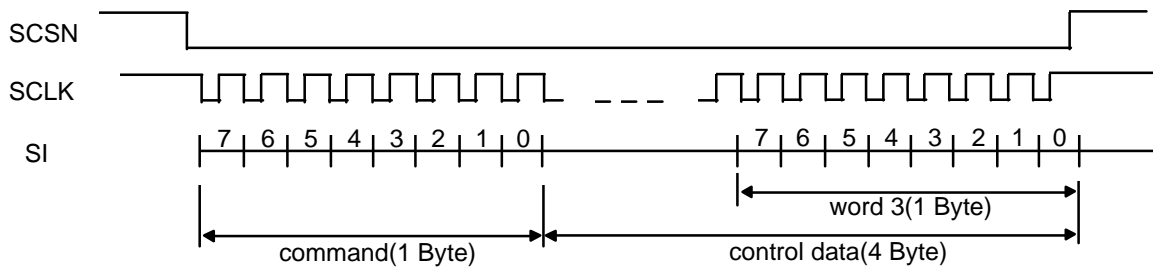 SCSN
SCLK
SI
7 6 5 4 3 2 1 0 7 6 5 4 3 2 1 0
word 3(1 Byte)
command(1 Byte) control data(4 Byte)